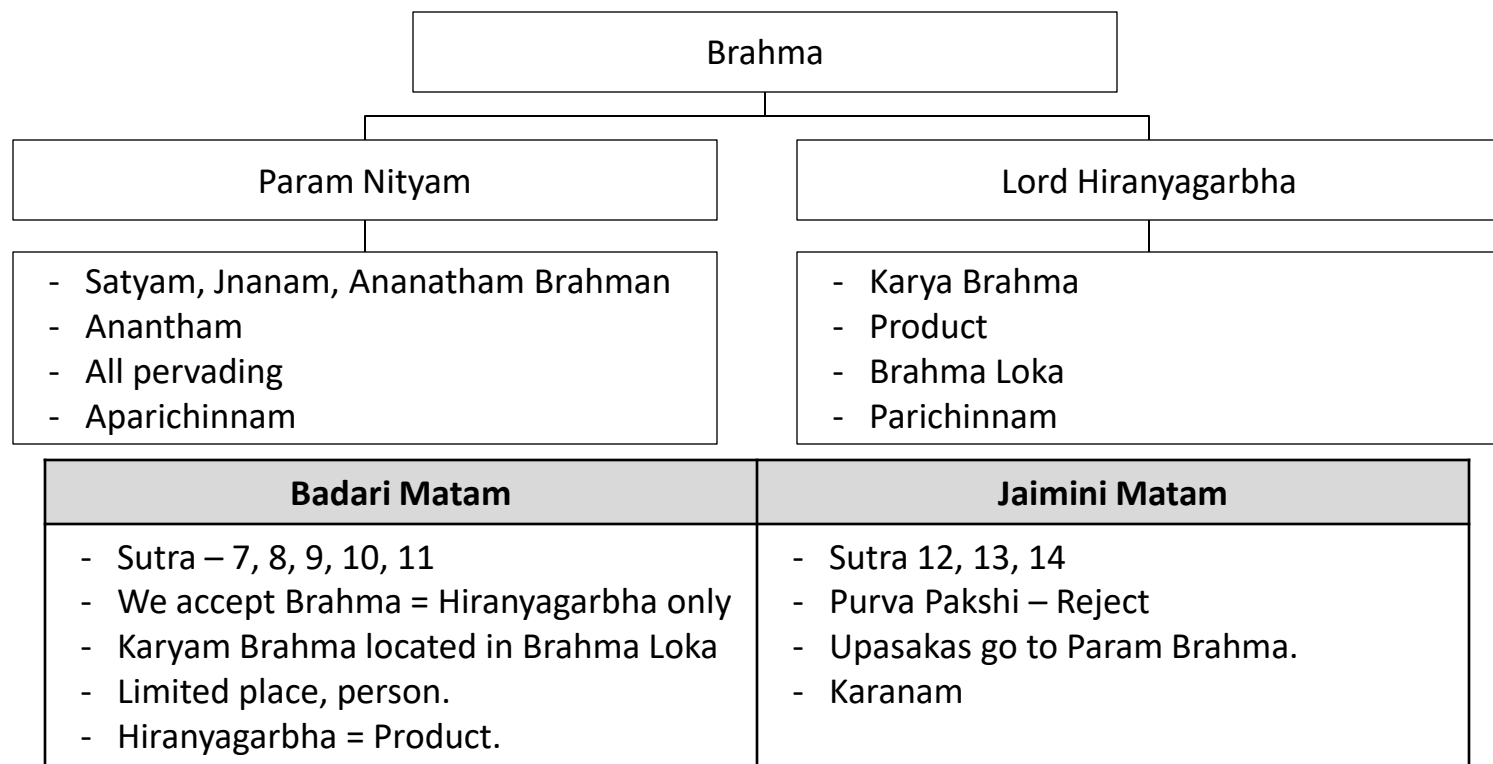 Brahma
Param Nityam
Lord Hiranyagarbha
- Satyam, Jnanam, Ananatham Brahman
- Anantham
- All pervading
- Aparichinnam
- Karya Brahma
- Product
- Brahma Loka
- Parichinnam
Badari Matam
- Sutra – 7, 8, 9, 10, 11
- We accept Brahma = Hiranyagarbha only
- Karyam Brahma located in Brahma Loka
- Limited place, person.
- Hiranyagarbha = Product.
Jaimini Matam
- Sutra 12, 13, 14
- Purva Pakshi – Reject
- Upasakas go to Param Brahma.
- Karanam